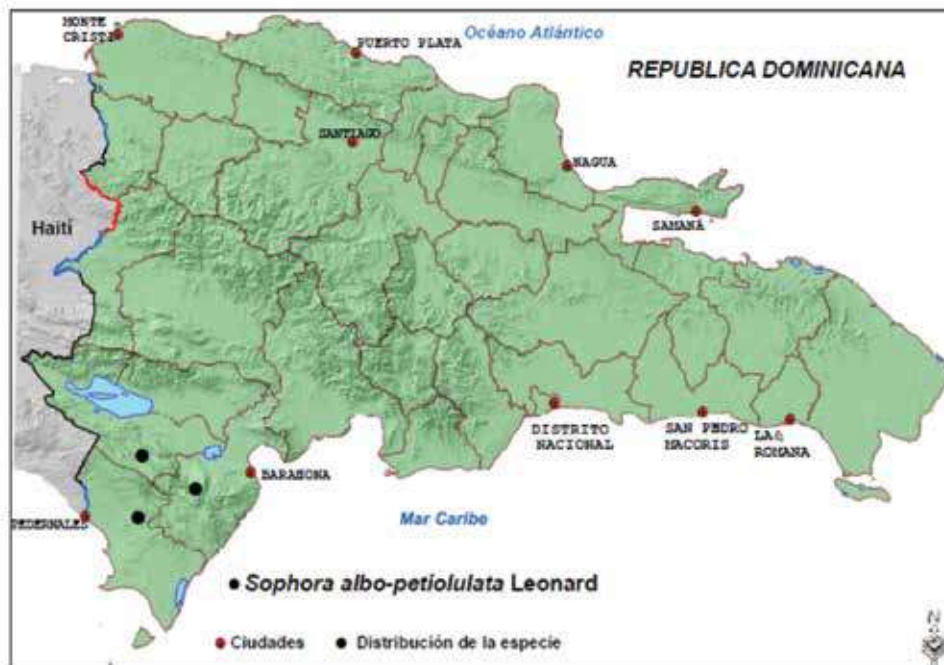 MONTE -
CRISTI
Océano Atlántico
PUERTO PLATA
REPUBLICA DOMINICANA
SANTIAGO
NAGUA
SAMANÁ
Haití
DISTRITO
NACIONAL
SAN PEDRO
MACORIS
LA
ROMANA
BARAHONA
PEDERNALES
Mar Caribe
Sophora albo-petiolulata Leonard
Ciudades
Distribución de la especie